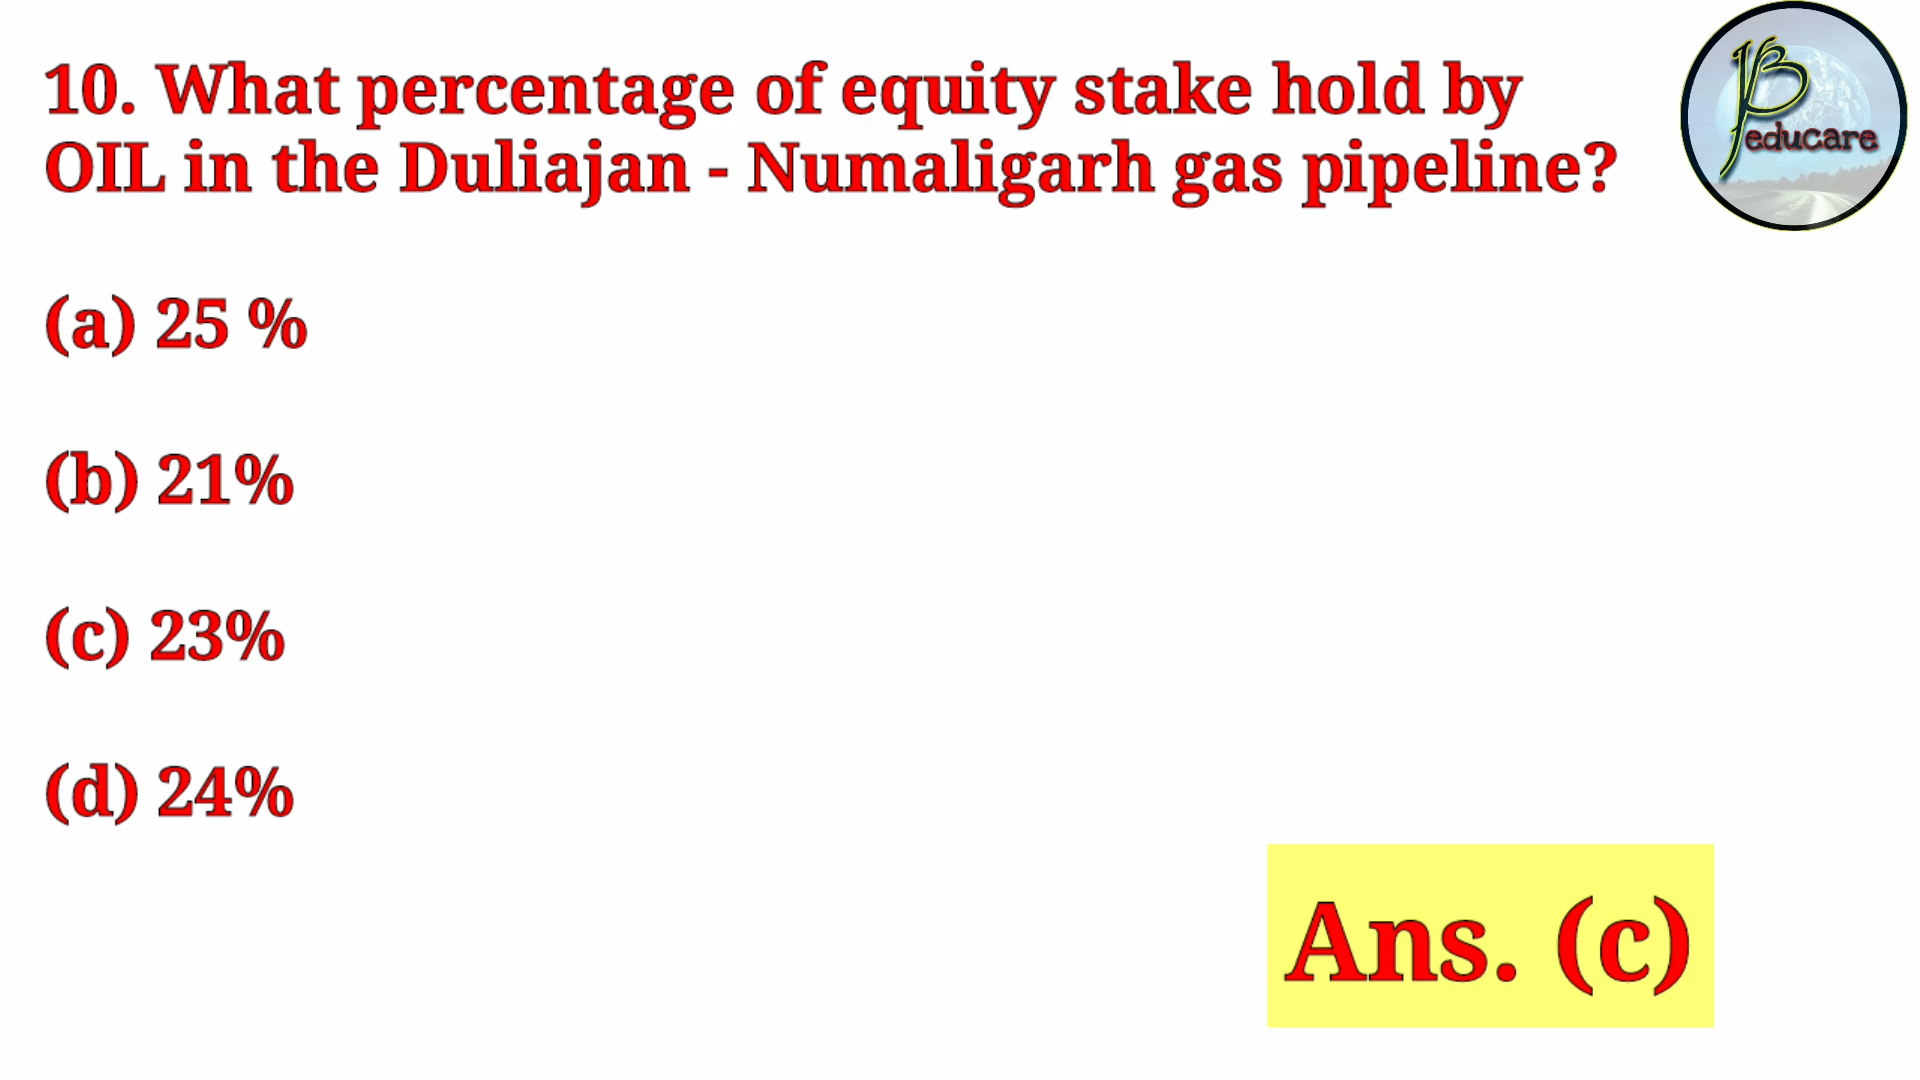 10. What percentage of equity stake hold by
OIL in the Duliajan - Numaligarh gas pipeline?
(a) 25 %
(b) 21%
(c) 23%
(d) 24%
Ans. (c)
educare